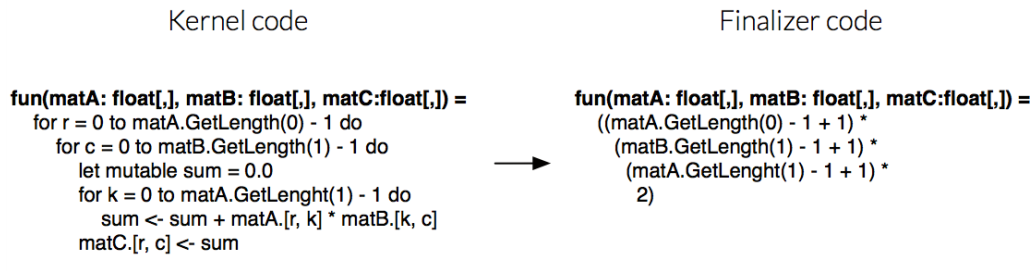 Kernel code
fun(matA: float[,], matB: float[,], matC:float[,]) =
for r = 0 to matA.GetLength(0) - 1 do
for c = 0 to matB.GetLength(1) - 1 do
let mutable sum = 0.0
for k = 0 to matA.GetLenght(1) - 1 do
sum <- sum + matA.[r, k] * matB.[k, c]
matC.[r, c] <- sum
Finalizer code
fun(matA: float[,], matB: float[,], matC:float[,]) =
((matA.GetLength(0) - 1 + 1) *
(matB.GetLength(1) - 1 + 1) *
(matA.GetLenght(1) - 1 + 1) *
2)